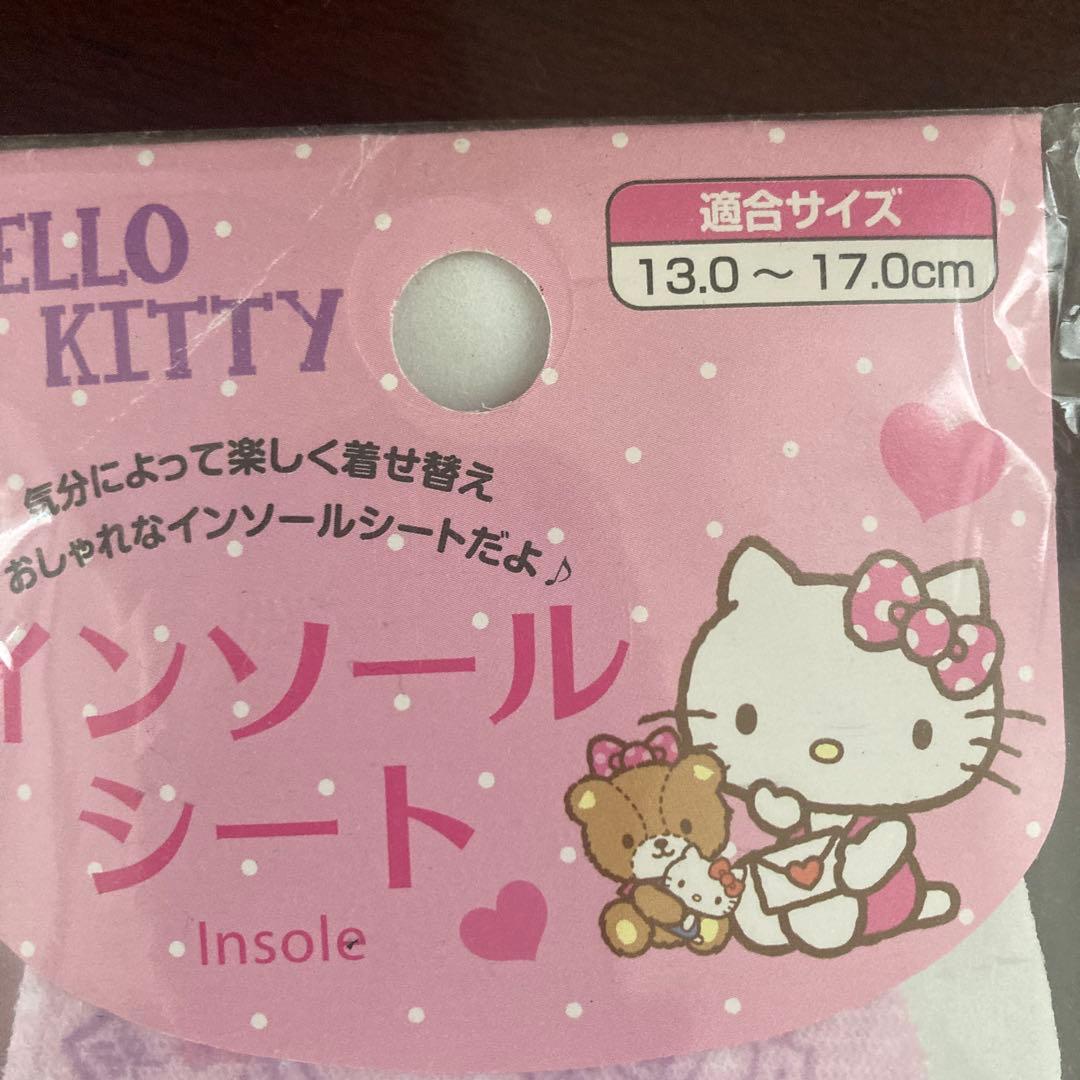 ELLO
KITTY
適合サイズ
13.0 ～ 17.0cm
気分によって楽しく着せ替え
おしゃれなインソールシートだよ♪
インソール
シート
Insole